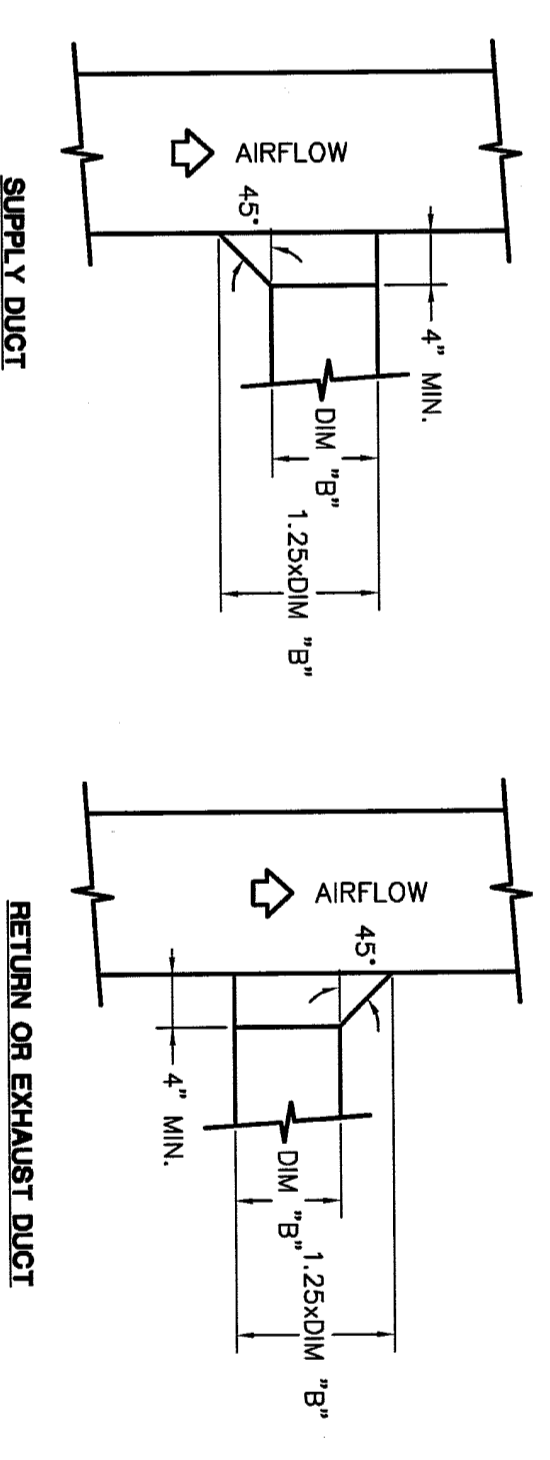 AIRFLOW
45°
4" MIN.
DIM "B"
1.25xDIM "B"
SUPPLY DUCT
AIRFLOW
45°
4" MIN.
DIM "B"
1.25xDIM "B"
RETURN OR EXHAUST DUCT